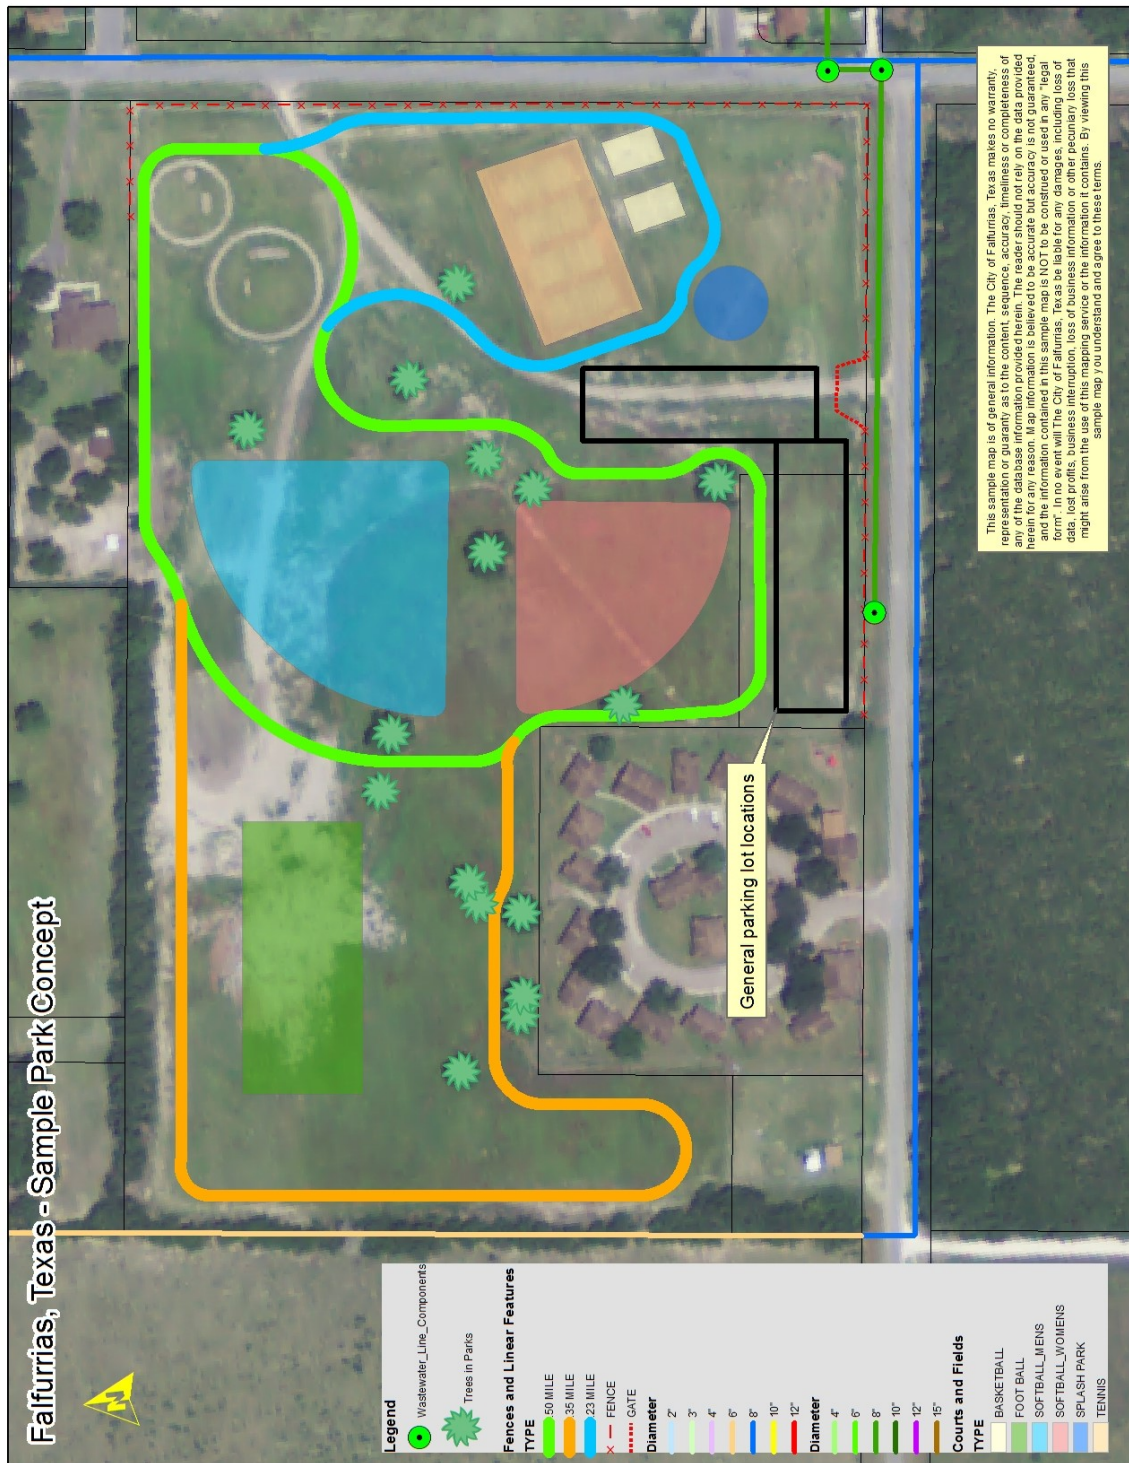 Falfurrias, Texas - Sample Park Concept
N
This sample map is of general information. The City of Falfurrias, Texas makes no warranty,
representation or guaranty as to the content, sequence, accuracy, timeliness or completeness of
any of the database information provided herein. The reader should not rely on the data provided
herein for any reason. Map information is believed to be accurate but accuracy is not guaranteed,
and the information contained in this sample map is NOT to be construed or used in any "legal
form". In no event will The City of Falfurrias, Texas be liable for any damages, including loss of
data, lost profits, business interruption, loss of business information or other pecuniary loss that
might arise from the use of this mapping service or the information it contains. By viewing this
sample map you understand and agree to these terms.
General parking lot locations
Legend
Wastewater_Line_Components
Trees in Parks
Fences and Linear Features
TYPE
.50 MILE
.35 MILE
.23 MILE
FENCE
GATE
Diameter
2"
3"
4"
6"
8"
10"
12"
Diameter
4"
6"
8"
10"
12"
15"
Courts and Fields
TYPE
BASKETBALL
FOOT BALL
SOFTBALL_MENS
SOFTBALL_WOMENS
SPLASH PARK
TENNIS